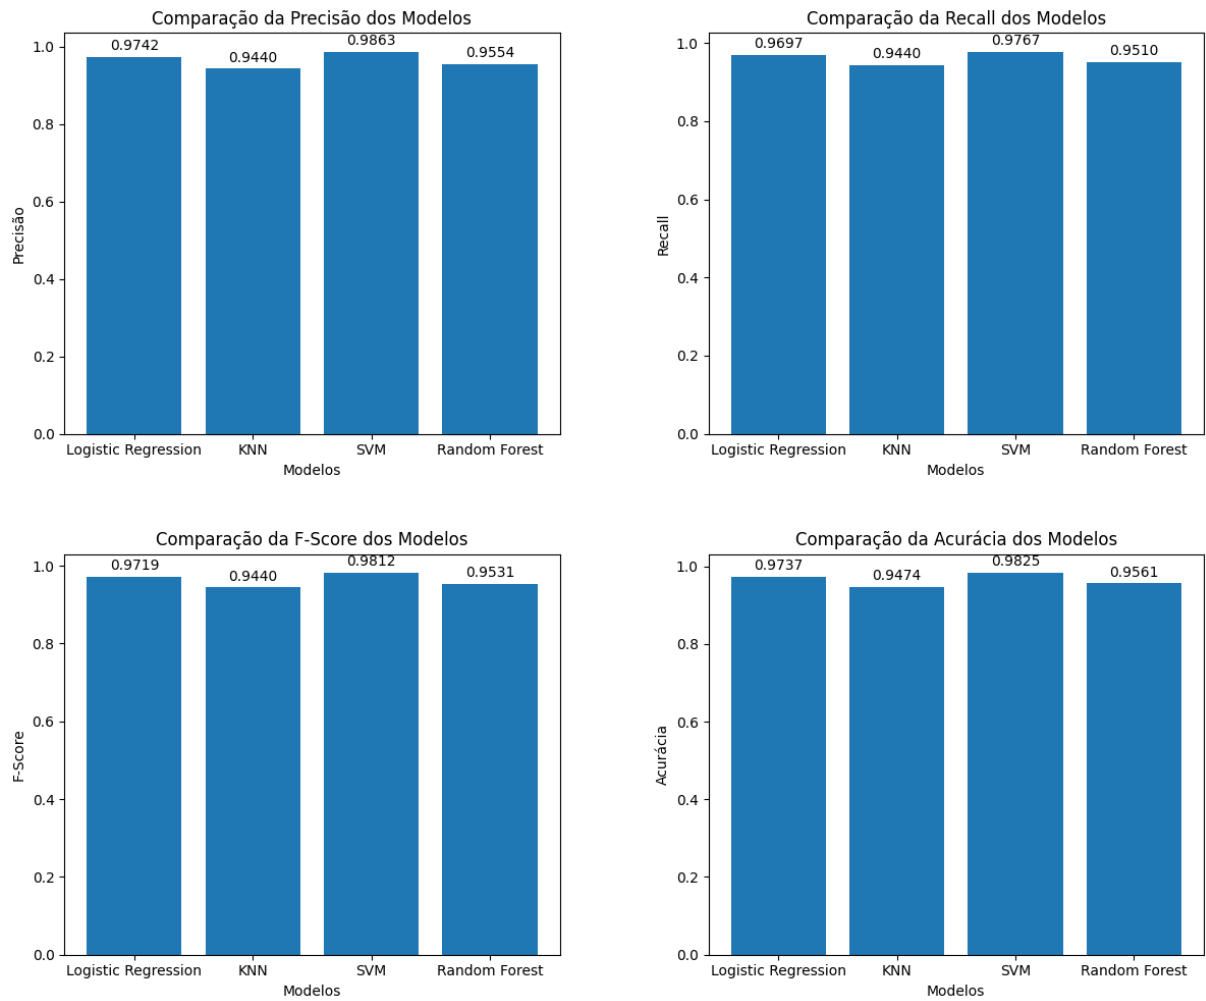 Comparação da Precisão dos Modelos
1.0
0.8
0.6
0.4
0.2
0.0
Precisão
0.9742
0.9440
0.9863
0.9554
Logistic Regression
KNN
SVM
Random Forest
Modelos
Comparação da Recall dos Modelos
1.0
0.8
0.6
0.4
0.2
0.0
Recall
0.9697
0.9440
0.9767
0.9510
Logistic Regression
KNN
SVM
Random Forest
Modelos
Comparação da F-Score dos Modelos
1.0
0.8
0.6
0.4
0.2
0.0
F-Score
0.9719
0.9440
0.9812
0.9531
Logistic Regression
KNN
SVM
Random Forest
Modelos
Comparação da Acurácia dos Modelos
1.0
0.8
0.6
0.4
0.2
0.0
Acurácia
0.9737
0.9474
0.9825
0.9561
Logistic Regression
KNN
SVM
Random Forest
Modelos